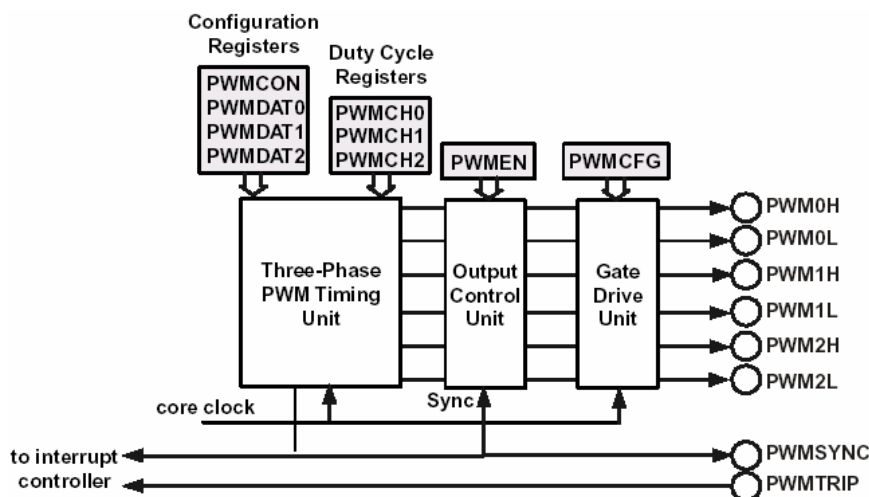 Configuration
Registers
PWMCON
PWMDAT0
PWMDAT1
PWMDAT2
Duty Cycle
Registers
PWMCH0
PWMCH1
PWMCH2
PWMEN
PWMCFG
Three-Phase
PWM Timing
Unit
Output
Control
Unit
Gate
Drive
Unit
PWM0H
PWM0L
PWM1H
PWM1L
PWM2H
PWM2L
core clock
Sync
to interrupt
controller
PWMSYNC
PWMTRIP